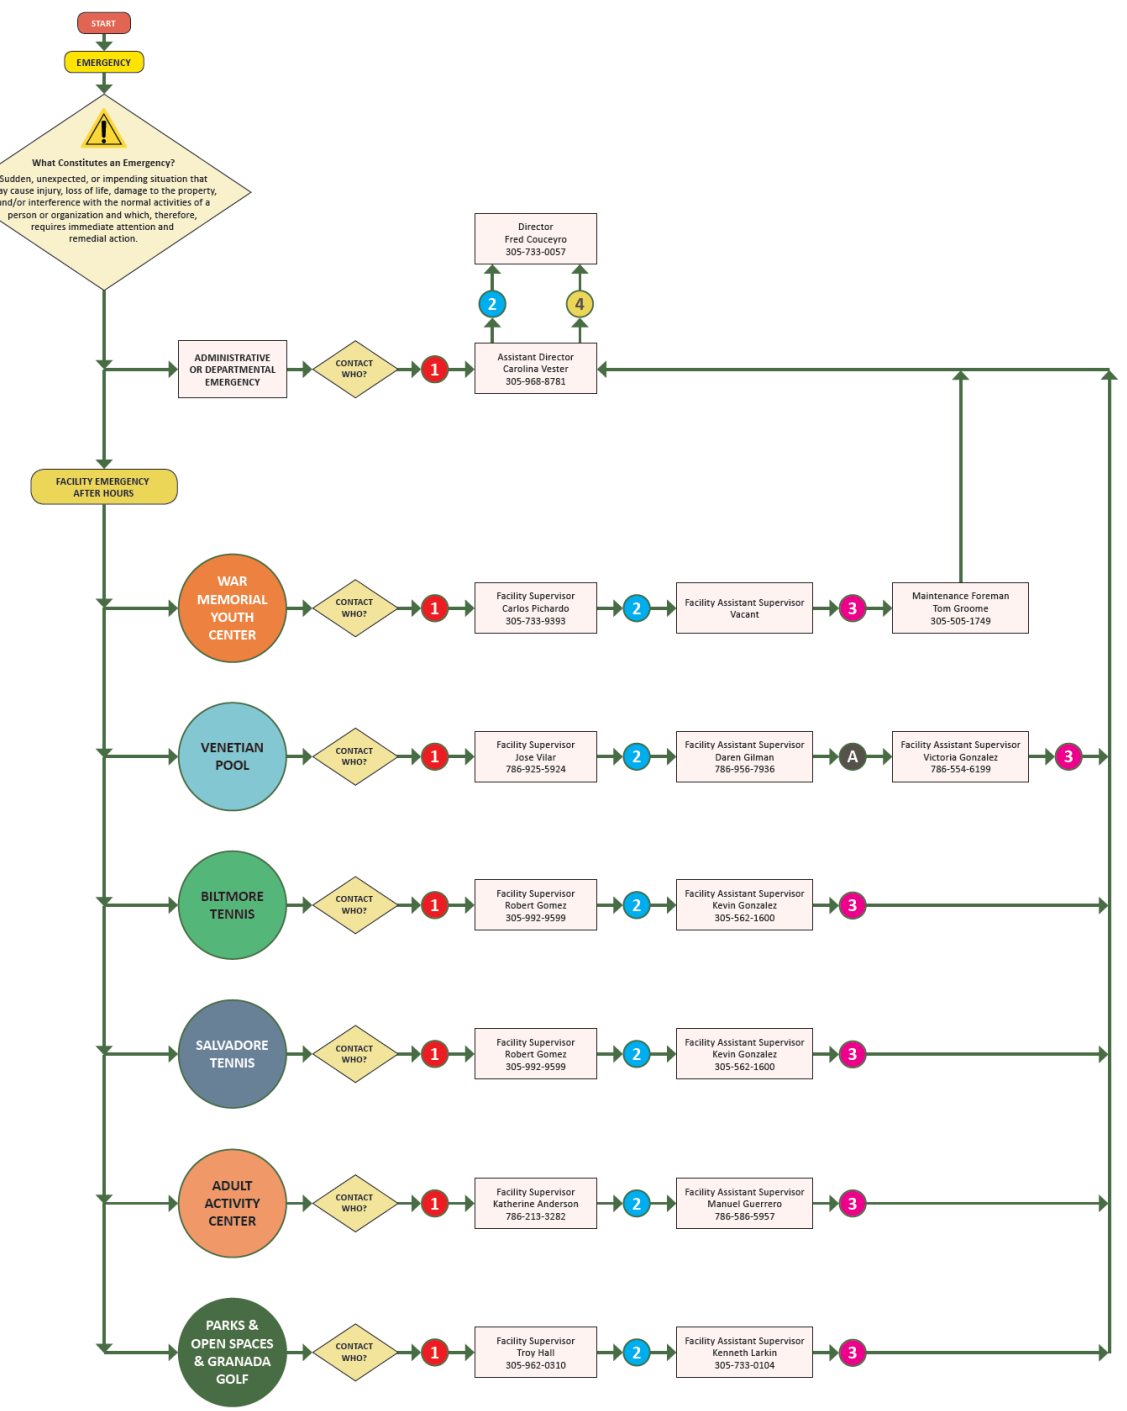 START
EMERGENCY
What Constitutes an Emergency?
Sudden, unexpected, or impending situation that
ay cause injury, loss of life, damage to the property,
and/or interference with the normal activities of a
person or organization and which, therefore,
requires immediate attention and
remedial action.
Director
Fred Couceyro
305-733-0057
2
4
ADMINISTRATIVE
OR DEPARTMENTAL
EMERGENCY
CONTACT
WHO?
1
Assistant Director
Carolina Vester
305-968-8781
FACILITY EMERGENCY
AFTER HOURS
WAR
MEMORIAL
YOUTH
CENTER
CONTACT
WHO?
1
Facility Supervisor
Carlos Pichardo
305-733-9393
2
Facility Assistant Supervisor
Vacant
3
Maintenance Foreman
Tom Groome
305-505-1749
VENETIAN
POOL
CONTACT
WHO?
1
Facility Supervisor
Jose Vilar
786-925-5924
2
Facility Assistant Supervisor
Daren Gilman
786-956-7936
A
Facility Assistant Supervisor
Victoria Gonzalez
786-554-6199
3
BILTMORE
TENNIS
CONTACT
WHO?
1
Facility Supervisor
Robert Gomez
305-992-9599
2
Facility Assistant Supervisor
Kevin Gonzalez
305-562-1600
3
SALVADORE
TENNIS
CONTACT
WHO?
1
Facility Supervisor
Robert Gomez
305-992-9599
2
Facility Assistant Supervisor
Kevin Gonzalez
305-562-1600
3
ADULT
ACTIVITY
CENTER
CONTACT
WHO?
1
Facility Supervisor
Katherine Anderson
786-213-3282
2
Facility Assistant Supervisor
Manuel Guerrero
786-586-5957
3
PARKS &
OPEN SPACES
& GRANADA
GOLF
CONTACT
WHO?
1
Facility Supervisor
Troy Hall
305-962-0310
2
Facility Assistant Supervisor
Kenneth Larkin
305-733-0104
3